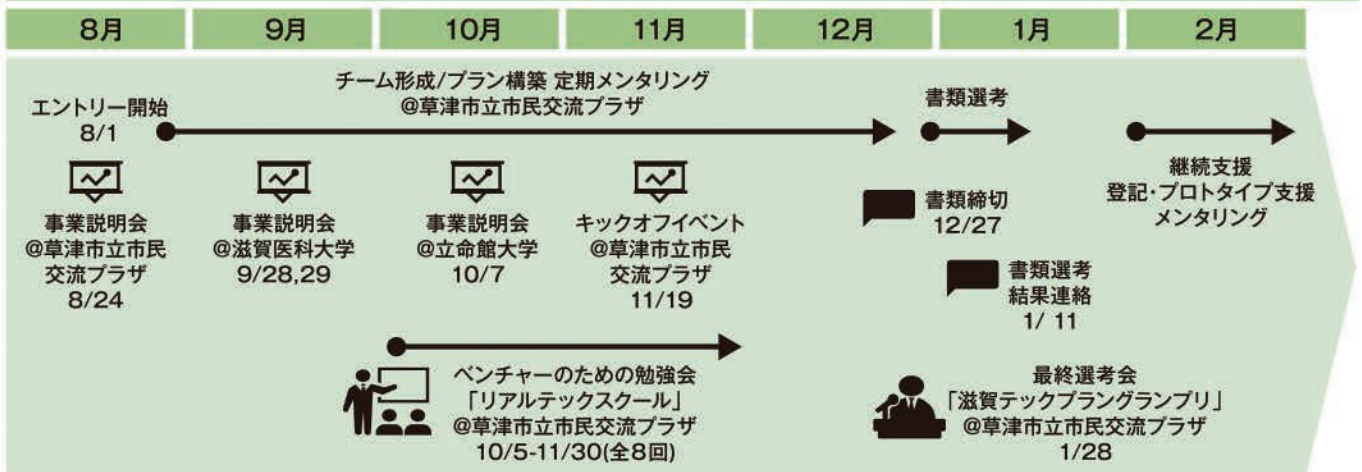 8月
9月
10月
11月
12月
1月
2月
チーム形成/プラン構築 定期メンタリング
@草津市立市民交流プラザ
エントリー開始
8/1
書類選考
事業説明会
@草津市立市民
交流プラザ
8/24
事業説明会
@滋賀医科大学
9/28,29
事業説明会
@立命館大学
10/7
キックオフイベント
@草津市立市民
交流プラザ
11/19
書類締切
12/27
継続支援
登記・プロトタイプ支援
メンタリング
書類選考
結果連絡
1/ 11
ベンチャーのための勉強会
「リアルテックスクール」
@草津市立市民交流プラザ
10/5-11/30(全8回)
最終選考会
「滋賀テックプラングランプリ」
@草津市立市民交流プラザ
1/28